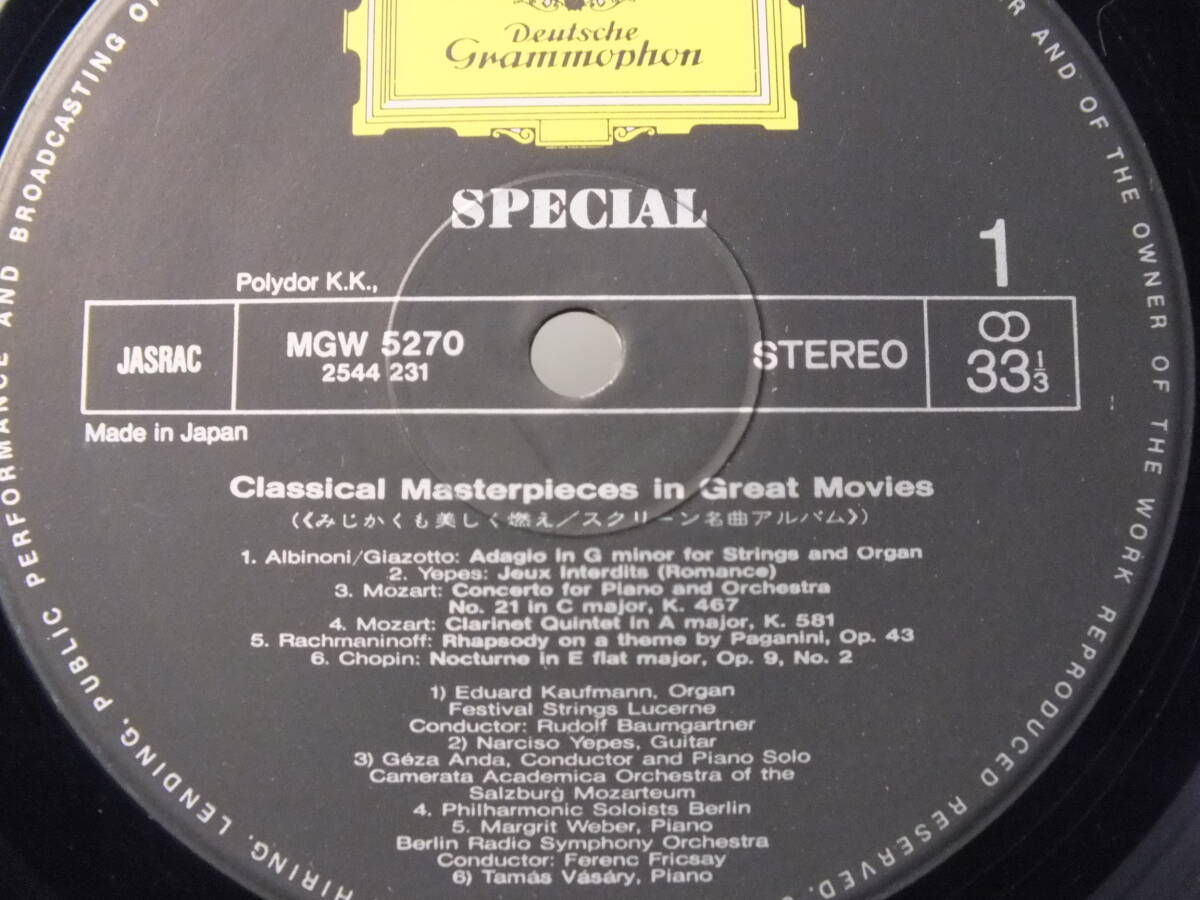 Deutsche
Grammophon
SPECIAL
1
Polydor K.K.,
JASRAC
MGW 5270
2544 231
STEREO
33 1/3
Made in Japan
Classical Masterpieces in Great Movies
(《みじかくも美しく燃え/スクリーン名曲アルバム》)
1. Albinoni/Giazotto: Adagio in G minor for Strings and Organ
2. Yepes: Jeux Interdits (Romance)
3. Mozart: Concerto for Piano and Orchestra
No. 21 in C major, K. 467
4. Mozart: Clarinet Quintet in A major, K. 581
5. Rachmaninoff: Rhapsody on a theme by Paganini, Op. 43
6. Chopin: Nocturne in E flat major, Op. 9, No. 2
1) Eduard Kaufmann, Organ
Festival Strings Lucerne
Conductor: Rudolf Baumgartner
2) Narciso Yepes, Guitar
3) Géza Anda, Conductor and Piano Solo
Camerata Academica Orchestra of the
Salzburg Mozarteum
4. Philharmonic Soloists Berlin
5. Margrit Weber, Piano
Berlin Radio Symphony Orchestra
Conductor: Ferenc Fricsay
6) Tamás Vásáry, Piano
AND OF THE OWNER OF THE WORK REPRODUCED RESERVED.
HIRING, LENDING, PUBLIC PERFORMANCE AND BROADCASTING